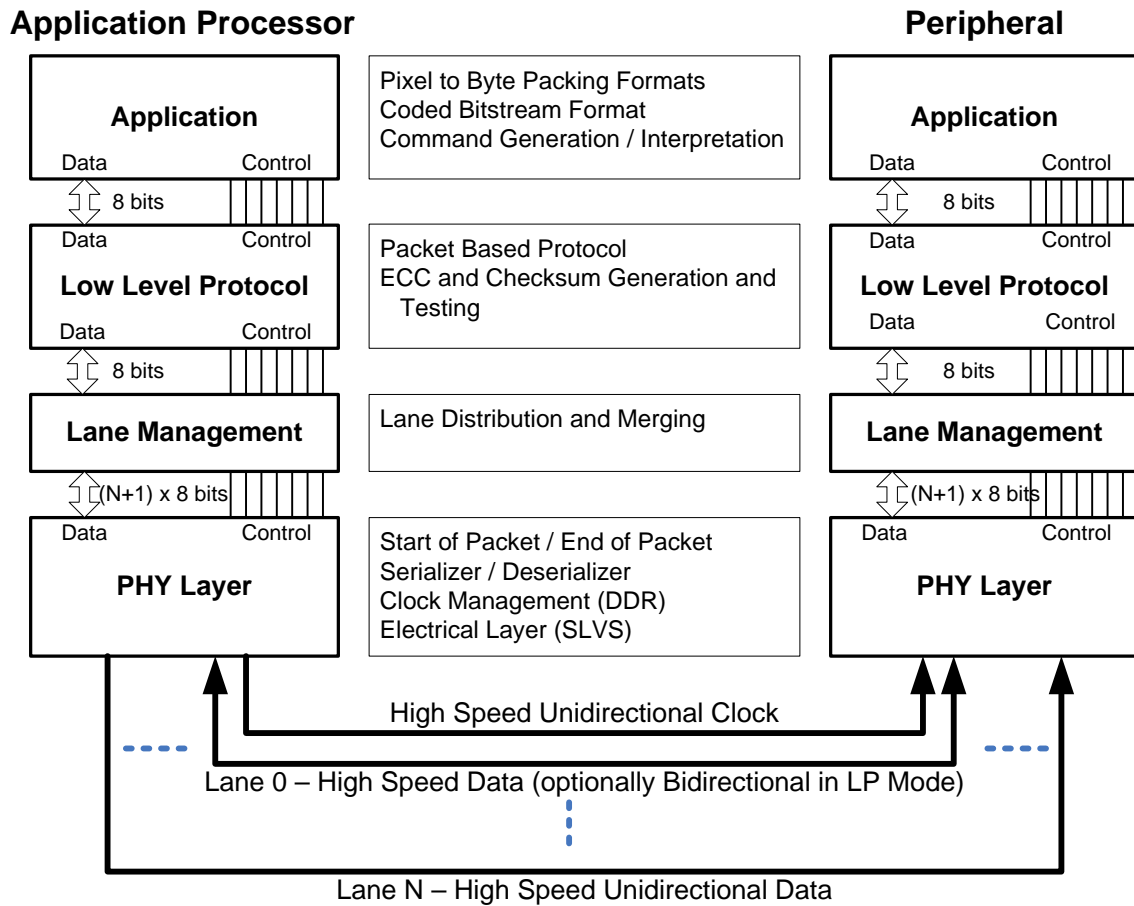 Application Processor
Peripheral
Application
Data
Control
Pixel to Byte Packing Formats
Coded Bitstream Format
Command Generation / Interpretation
Application
Data
Control
8 bits
8 bits
Data
Control
Low Level Protocol
Data
Control
Packet Based Protocol
ECC and Checksum Generation and
Testing
Data
Control
Low Level Protocol
Data
Control
8 bits
8 bits
Lane Management
Lane Distribution and Merging
Lane Management
(N+1) x 8 bits
(N+1) x 8 bits
Data
Control
PHY Layer
Start of Packet / End of Packet
Serializer / Deserializer
Clock Management (DDR)
Electrical Layer (SLVS)
Data
Control
PHY Layer
High Speed Unidirectional Clock
Lane 0 – High Speed Data (optionally Bidirectional in LP Mode)
Lane N – High Speed Unidirectional Data